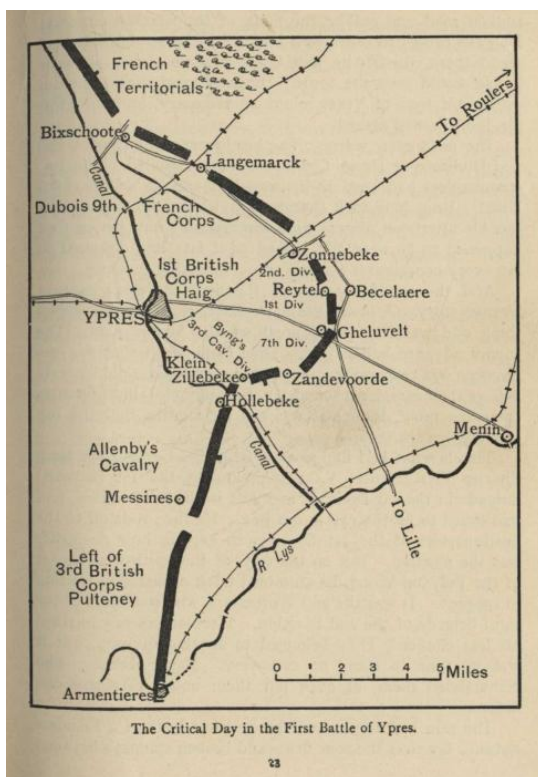 French
Territorials
To Roulers
Bixschoote
Langemarck
Canal
Dubois 9th
French
Corps
Zonnebeke
1st British
Corps
Haig
2nd. Div.
Reytel
Becelaere
1st Div
YPRES
Byng's
3rd Cav. Div.
7th Div.
Gheluvelt
Klein
Zillebeke
Zandevoorde
Hollebeke
Menin
Allenby's
Cavalry
Canal
Messines
To Lille
Left of
3rd British
Corps
Pulteney
R Lys
0 1 2 3 4 5 Miles
Armentieres
The Critical Day in the First Battle of Ypres.
23